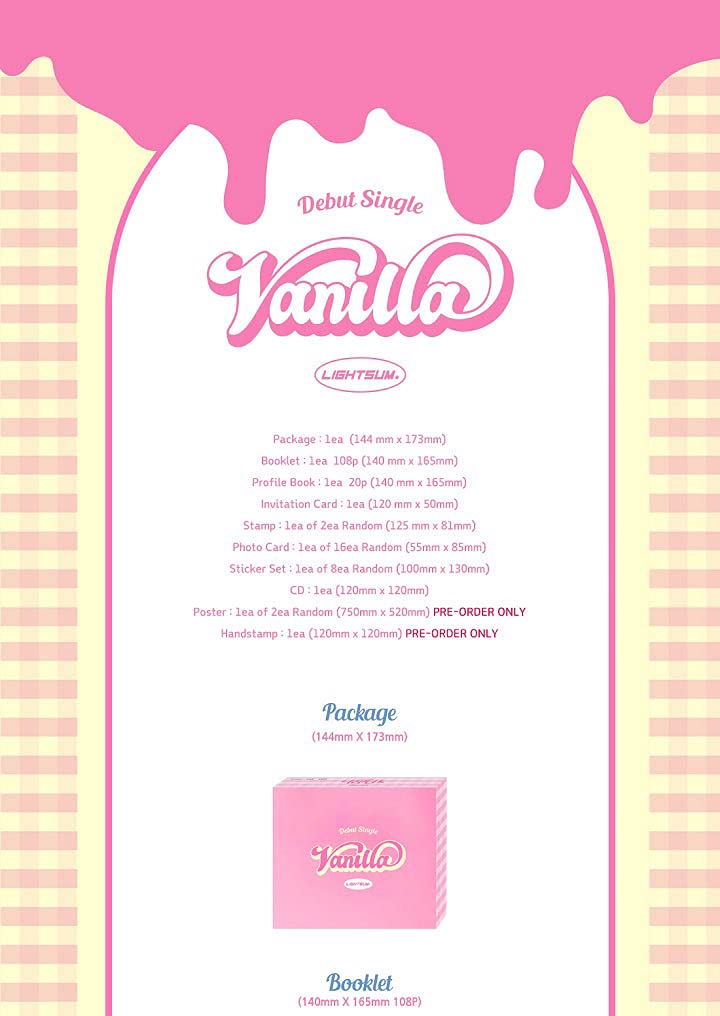 Debut Single
Vanilla
LIGHTSUM.
Package : 1ea (144 mm x 173mm)
Booklet : 1ea 108p (140 mm x 165mm)
Profile Book : 1ea 20p (140 mm x 165mm)
Invitation Card : 1ea (120 mm x 50mm)
Stamp : 1ea of 2ea Random (125 mm x 81mm)
Photo Card : 1ea of 16ea Random (55mm x 85mm)
Sticker Set : 1ea of 8ea Random (100mm x 130mm)
CD : 1ea (120mm x 120mm)
Poster : 1ea of 2ea Random (750mm x 520mm) PRE-ORDER ONLY
Handstamp : 1ea (120mm x 120mm) PRE-ORDER ONLY
Package
(144mm X 173mm)
Debut Single
Vanilla
LIGHTSUM.
Booklet
(140mm X 165mm 108P)